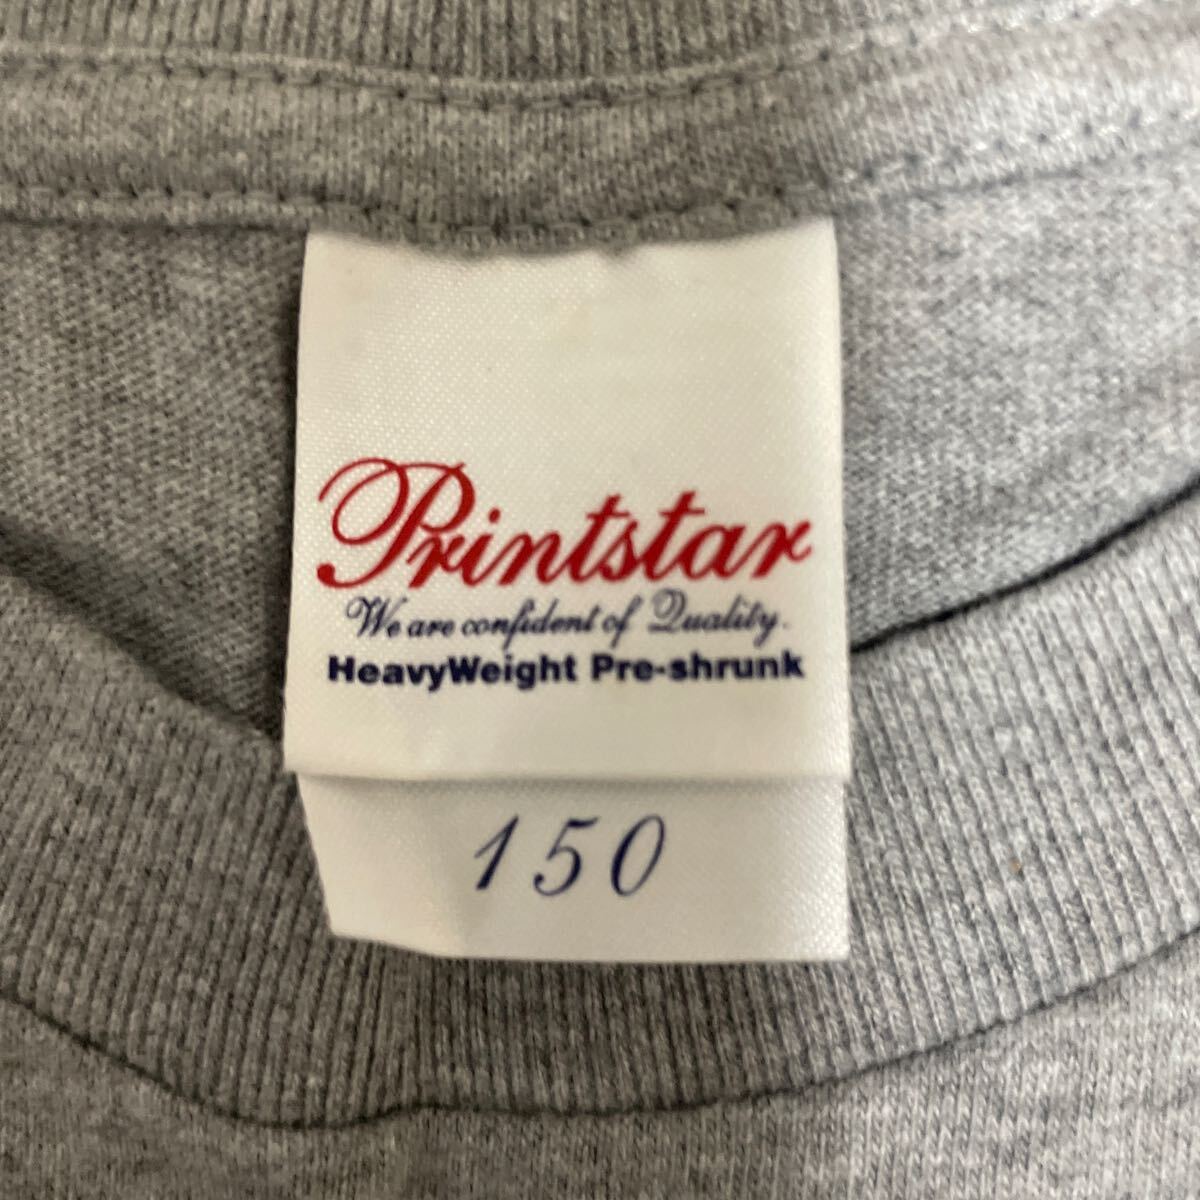 Printstar
We are confident of Quality.
HeavyWeight Pre-shrunk
150